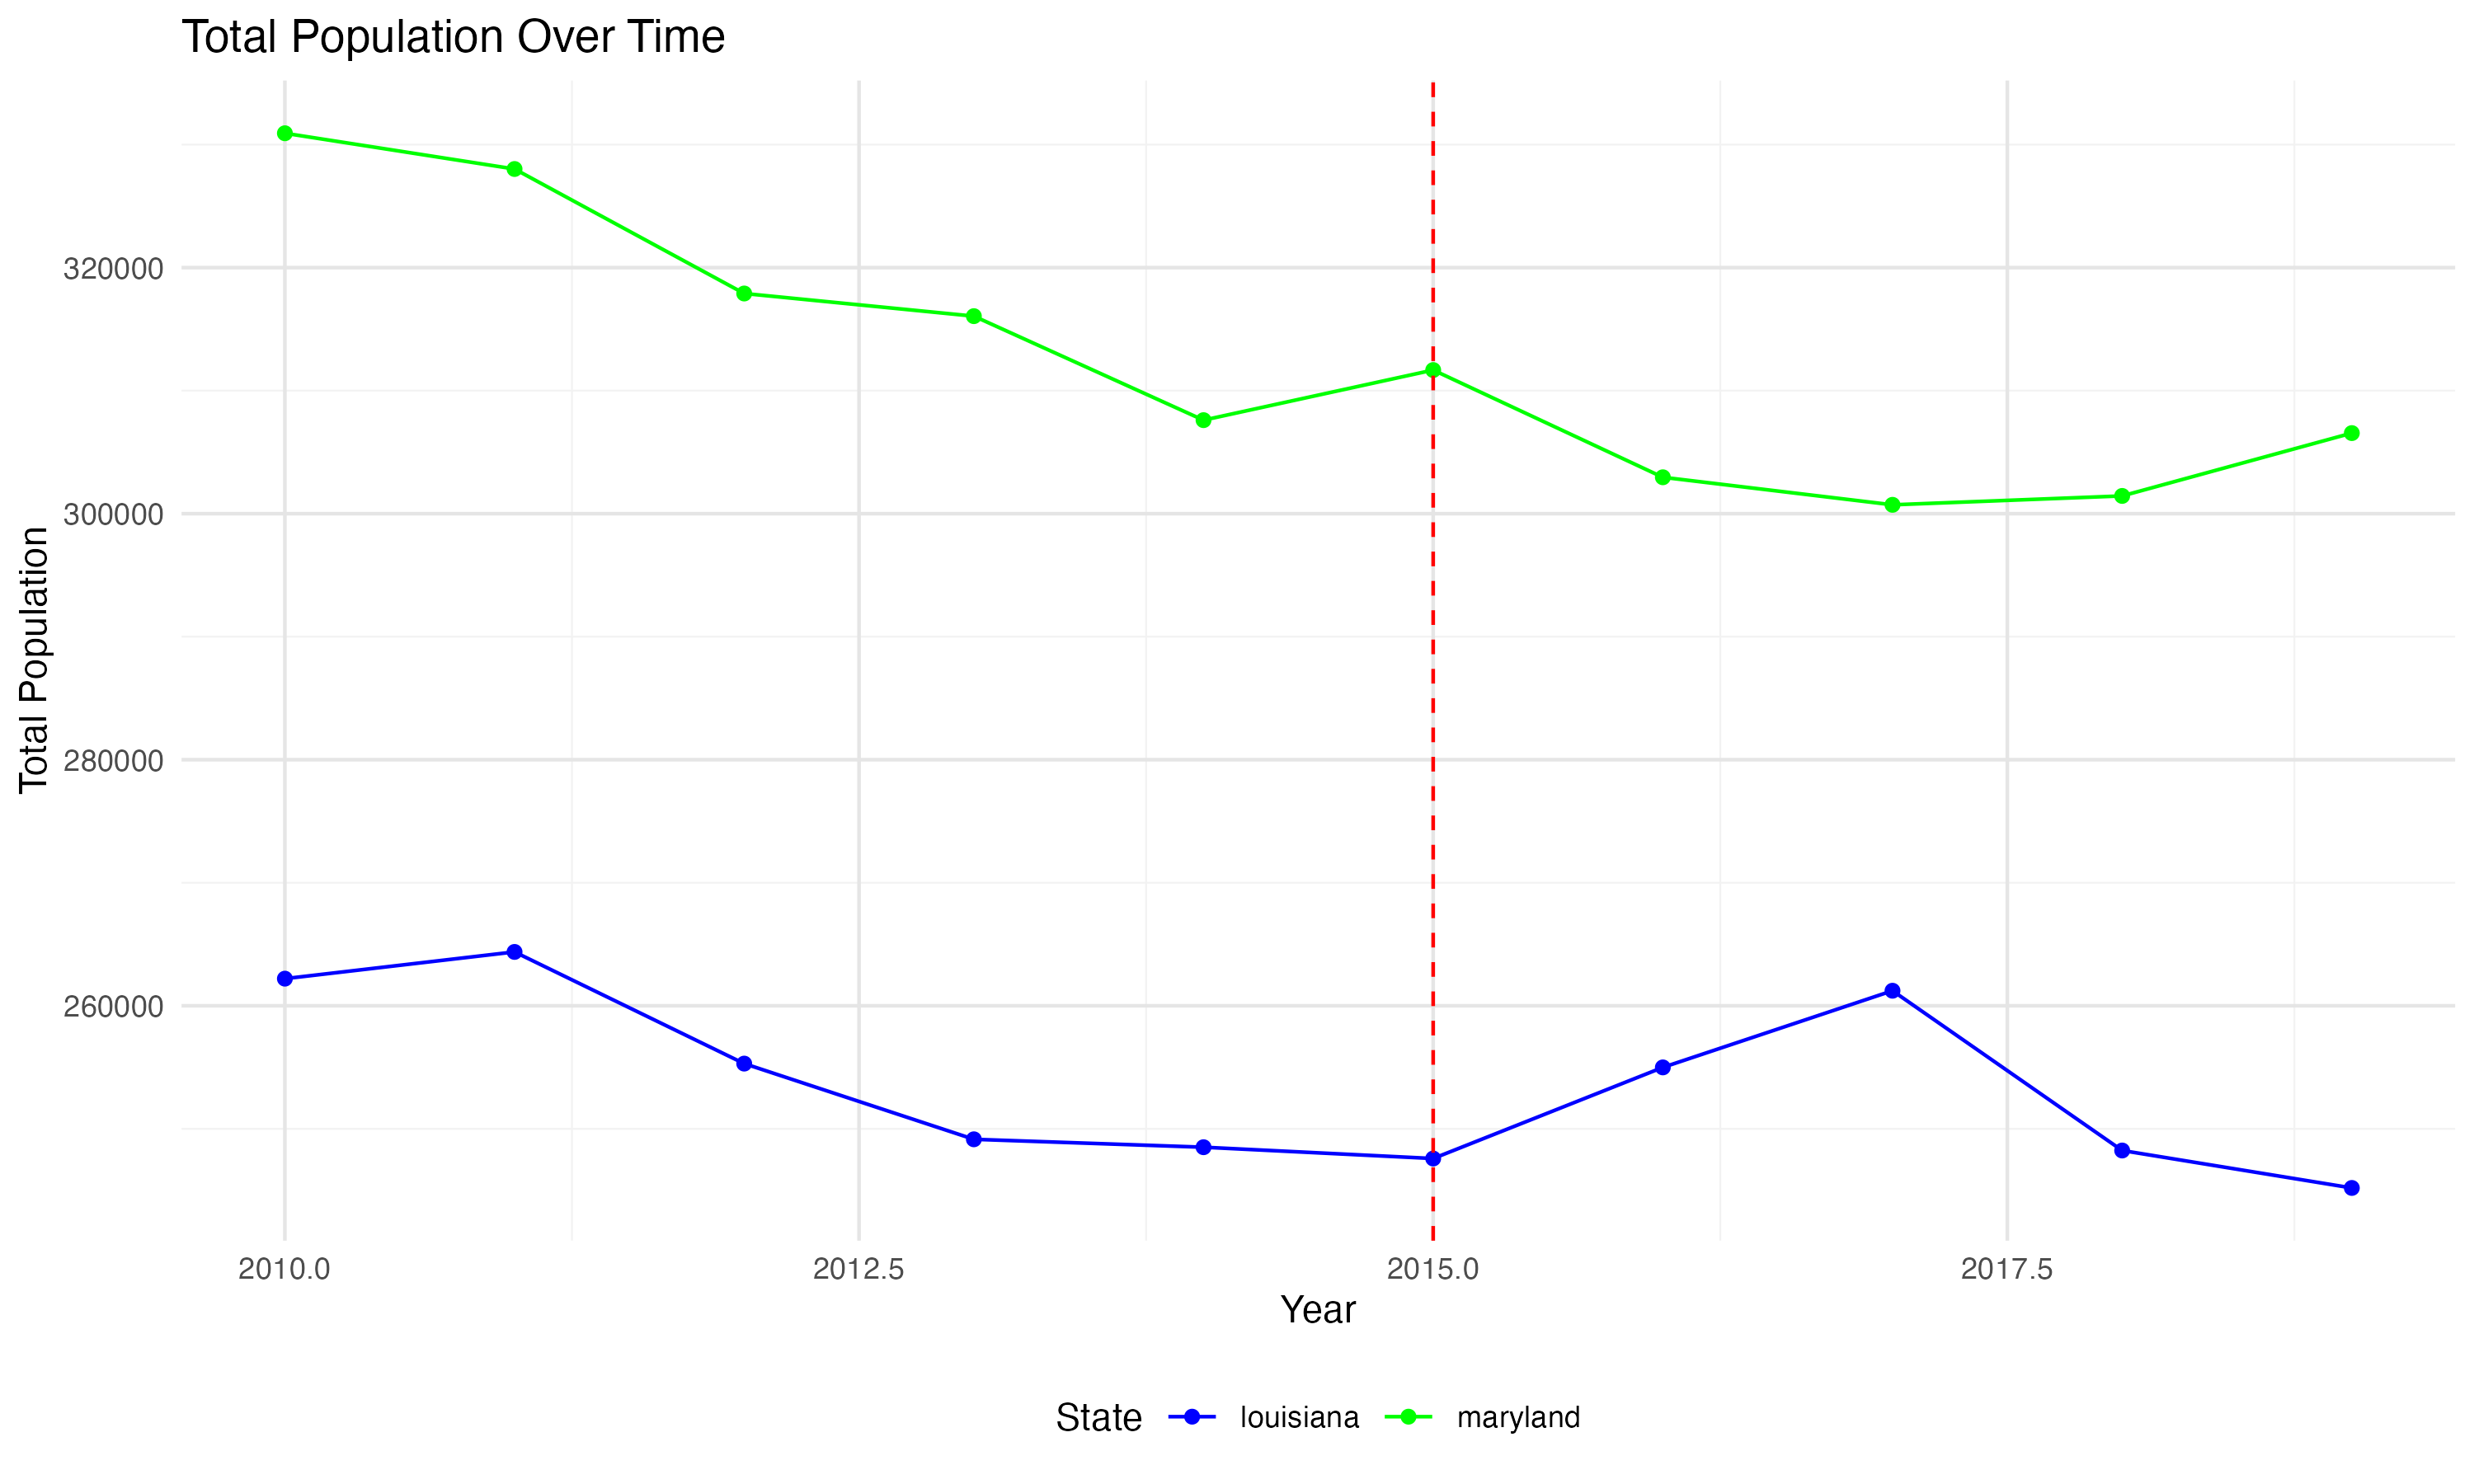 Total Population Over Time
Total Population
320000
300000
280000
260000
2010.0
2012.5
2015.0
2017.5
Year
State louisiana maryland